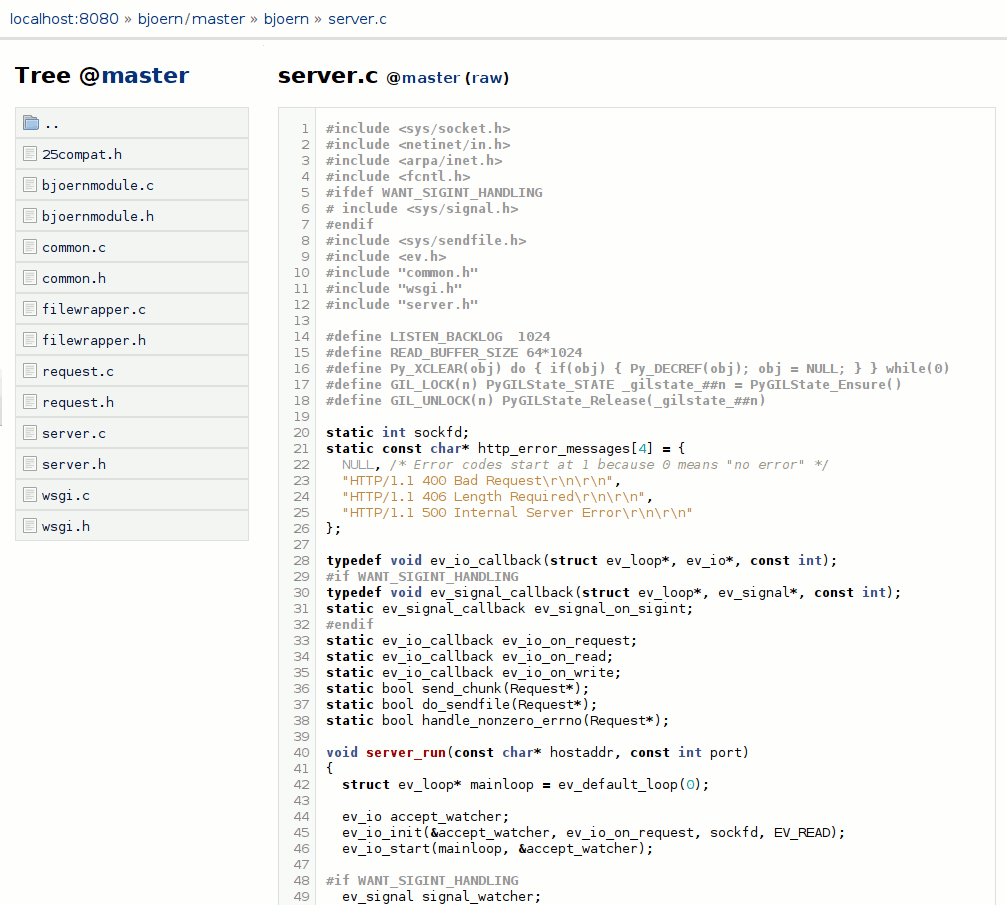 localhost:8080 » bjoern/master » bjoern » server.c
Tree @master
..
25compat.h
bjoernmodule.c
bjoernmodule.h
common.c
common.h
filewrapper.c
filewrapper.h
request.c
request.h
server.c
server.h
wsgi.c
wsgi.h
server.c @master (raw)
1 #include <sys/socket.h>
2 #include <netinet/in.h>
3 #include <arpa/inet.h>
4 #include <fcntl.h>
5 #ifdef WANT_SIGINT_HANDLING
6 # include <sys/signal.h>
7 #endif
8 #include <sys/sendfile.h>
9 #include <ev.h>
10 #include "common.h"
11 #include "wsgi.h"
12 #include "server.h"
13
14 #define LISTEN_BACKLOG  1024
15 #define READ_BUFFER_SIZE 64*1024
16 #define Py_XCLEAR(obj) do { if(obj) { Py_DECREF(obj); obj = NULL; } } while(0)
17 #define GIL_LOCK(n) PyGILState_STATE _gilstate_##n = PyGILState_Ensure()
18 #define GIL_UNLOCK(n) PyGILState_Release(_gilstate_##n)
19
20 static int sockfd;
21 static const char* http_error_messages[4] = {
22   NULL, /* Error codes start at 1 because 0 means "no error" */
23   "HTTP/1.1 400 Bad Request\r\n\r\n",
24   "HTTP/1.1 406 Length Required\r\n\r\n",
25   "HTTP/1.1 500 Internal Server Error\r\n\r\n"
26 };
27
28 typedef void ev_io_callback(struct ev_loop*, ev_io*, const int);
29 #if WANT_SIGINT_HANDLING
30 typedef void ev_signal_callback(struct ev_loop*, ev_signal*, const int);
31 static ev_signal_callback ev_signal_on_sigint;
32 #endif
33 static ev_io_callback ev_io_on_request;
34 static ev_io_callback ev_io_on_read;
35 static ev_io_callback ev_io_on_write;
36 static bool send_chunk(Request*);
37 static bool do_sendfile(Request*);
38 static bool handle_nonzero_errno(Request*);
39
40 void server_run(const char* hostaddr, const int port)
41 {
42   struct ev_loop* mainloop = ev_default_loop(0);
43
44   ev_io accept_watcher;
45   ev_io_init(&accept_watcher, ev_io_on_request, sockfd, EV_READ);
46   ev_io_start(mainloop, &accept_watcher);
47
48 #if WANT_SIGINT_HANDLING
49   ev_signal signal_watcher;